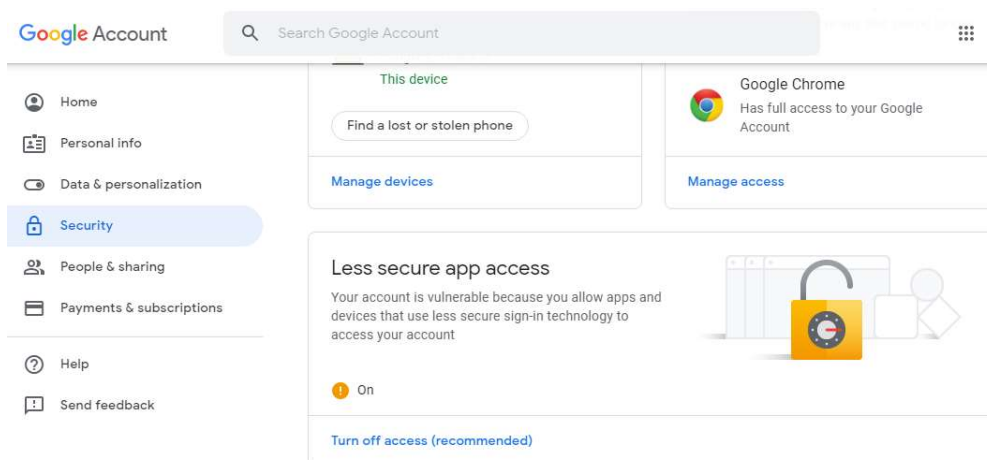 Google Account
Search Google Account
Home
Personal info
Data & personalization
Security
People & sharing
Payments & subscriptions
Help
Send feedback
This device
Find a lost or stolen phone
Manage devices
Google Chrome
Has full access to your Google
Account
Manage access
Less secure app access
Your account is vulnerable because you allow apps and
devices that use less secure sign-in technology to
access your account
On
Turn off access (recommended)